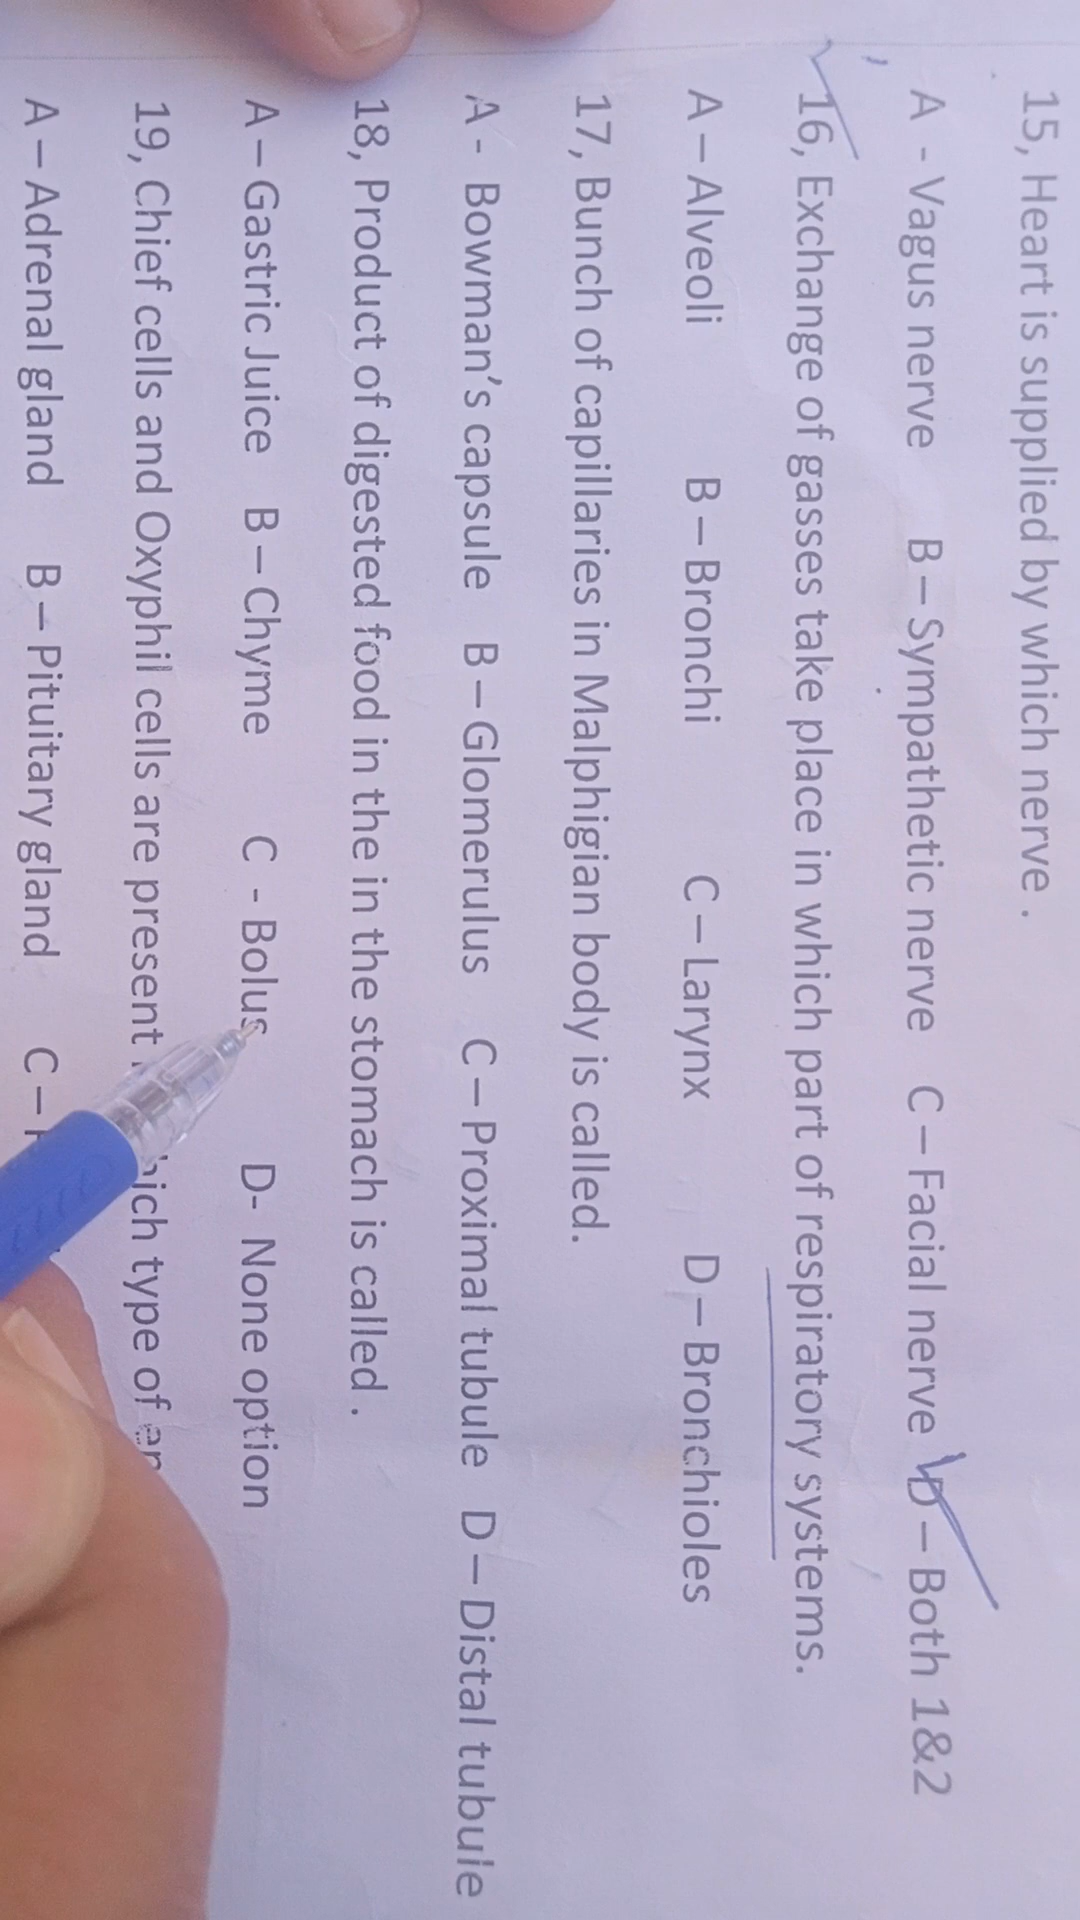 15, Heart is supplied by which nerve .
A - Vagus nerve B – Sympathetic nerve C – Facial nerve D – Both 1&2
16, Exchange of gasses take place in which part of respiratory systems.
A – Alveoli B – Bronchi C – Larynx D – Bronchioles
17, Bunch of capillaries in Malphigian body is called.
A - Bowman's capsule B – Glomerulus C – Proximal tubule D – Distal tubule
18, Product of digested food in the in the stomach is called .
A – Gastric Juice B – Chyme C - Bolus D- None option
19, Chief cells and Oxyphil cells are present type of
A – Adrenal gland B – Pituitary gland C –